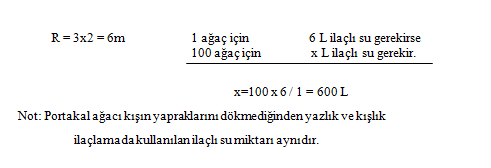 R = 3x2 = 6m 1 ağaç için 6 L ilaçlı su gerekirse
100 ağaç için x L ilaçlı su gerekir.
x=100 x 6 / 1 = 600 L
Not: Portakal ağacı kışın yapraklarını dökmediğinden yazlık ve kışlık
ilaçlamada kullanılan ilaçlı su miktarı aynıdır.